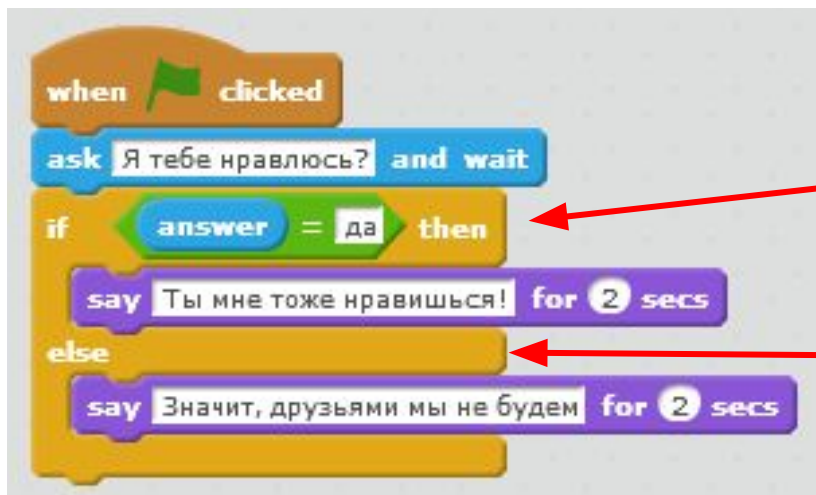 when clicked
ask Я тебе нравлюсь? and wait
if answer = да then
say Ты мне тоже нравишься! for 2 secs
else
say Значит, друзьями мы не будем for 2 secs